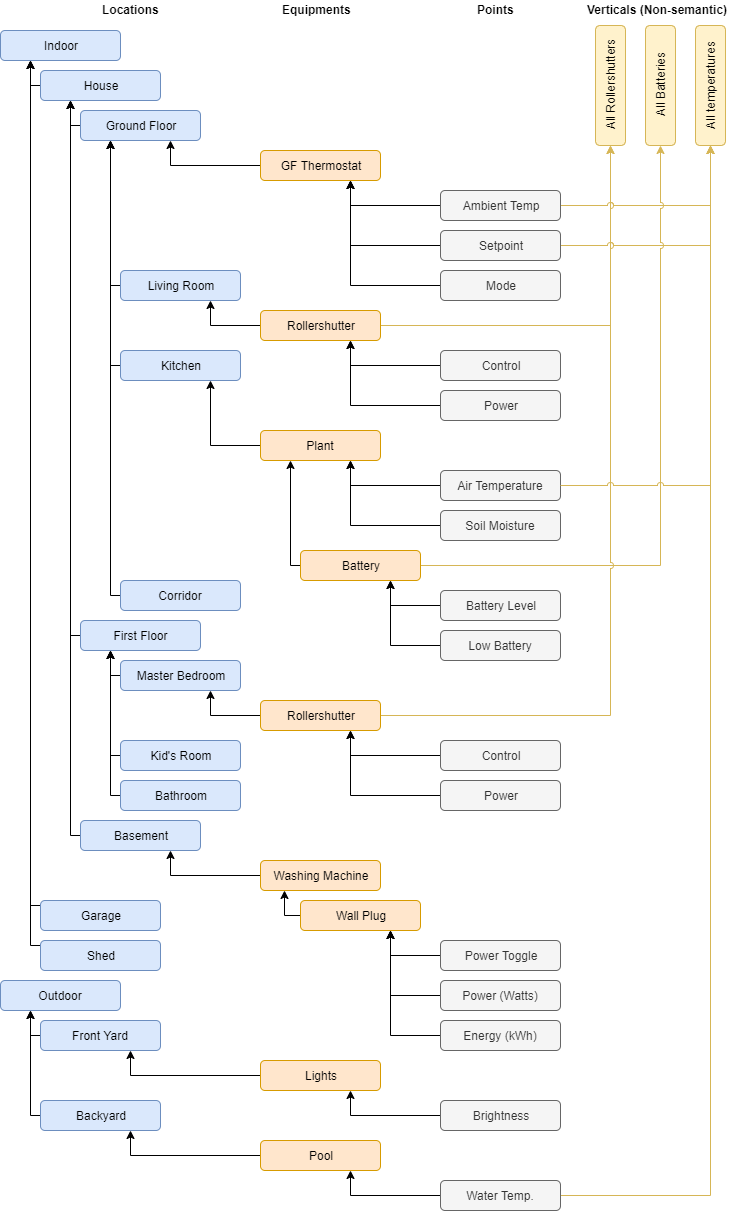 Locations
Equipments
Points
Verticals (Non-semantic)
All Rollershutters
All Batteries
All temperatures
Indoor
House
Ground Floor
GF Thermostat
Ambient Temp
Setpoint
Mode
Living Room
Rollershutter
Control
Power
Kitchen
Plant
Air Temperature
Soil Moisture
Battery
Battery Level
Low Battery
Corridor
First Floor
Master Bedroom
Rollershutter
Control
Power
Kid's Room
Bathroom
Basement
Washing Machine
Wall Plug
Power Toggle
Power (Watts)
Energy (kWh)
Garage
Shed
Outdoor
Front Yard
Lights
Brightness
Backyard
Pool
Water Temp.